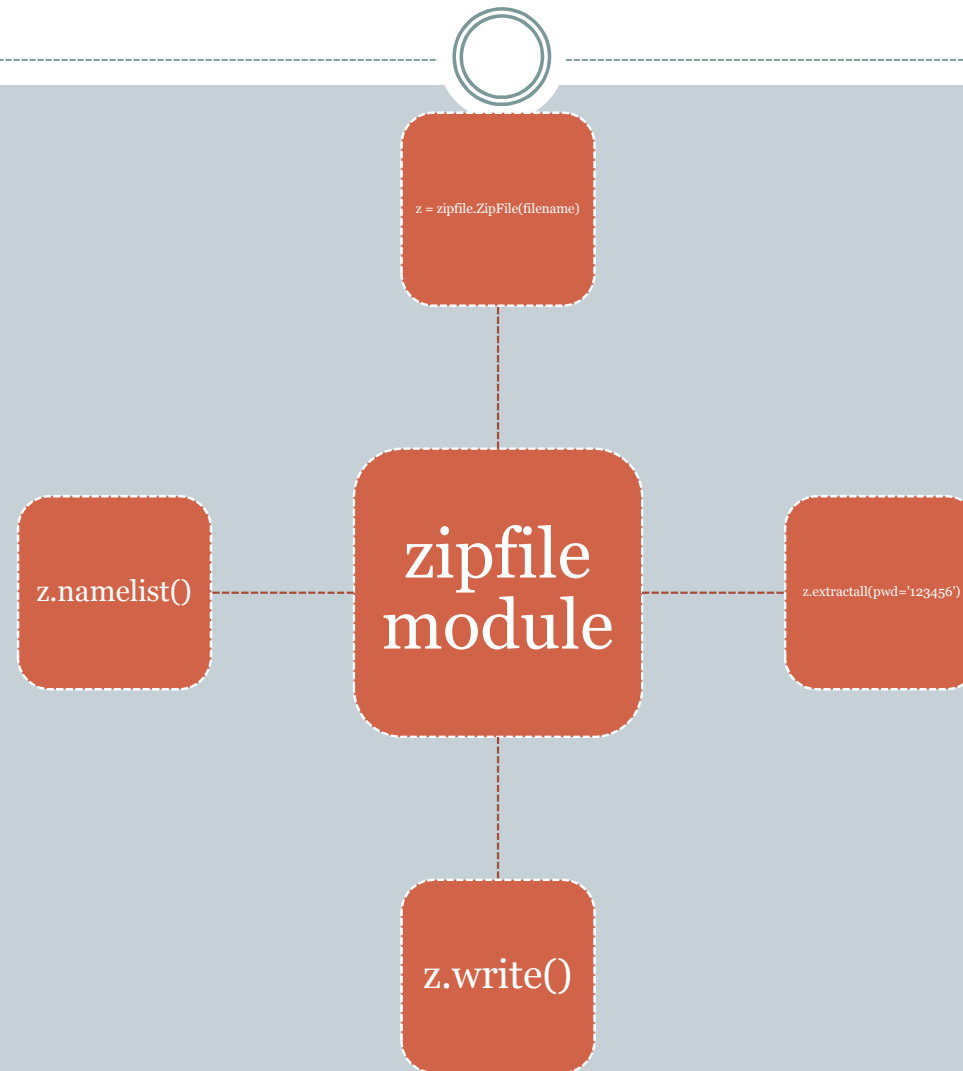 z = zipfile.ZipFile(filename)
z.namelist()
zipfile
module
z.extractall(pwd='123456')
z.write()